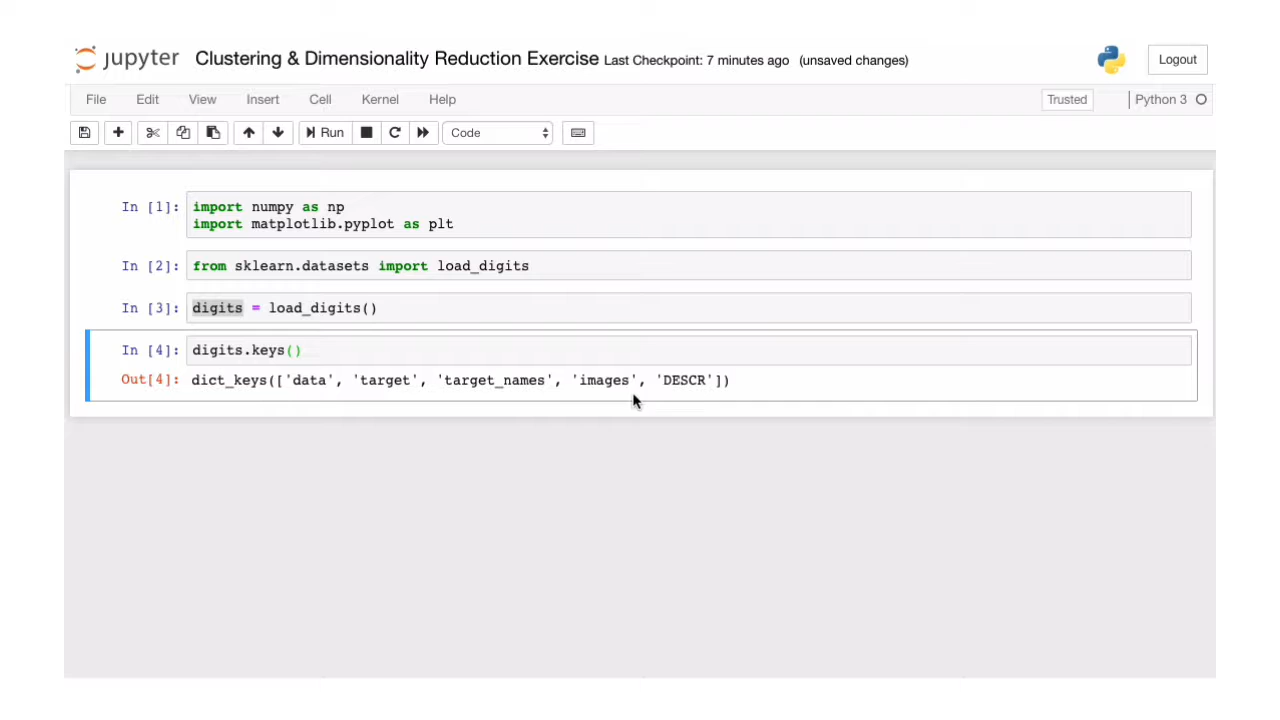 jupyter Clustering & Dimensionality Reduction Exercise Last Checkpoint: 7 minutes ago (unsaved changes) Logout
File Edit View Insert Cell Kernel Help Trusted Python 3
Run Code
In [1]: import numpy as np
import matplotlib.pyplot as plt
In [2]: from sklearn.datasets import load_digits
In [3]: digits = load_digits()
In [4]: digits.keys()
Out[4]: dict_keys(['data', 'target', 'target_names', 'images', 'DESCR'])